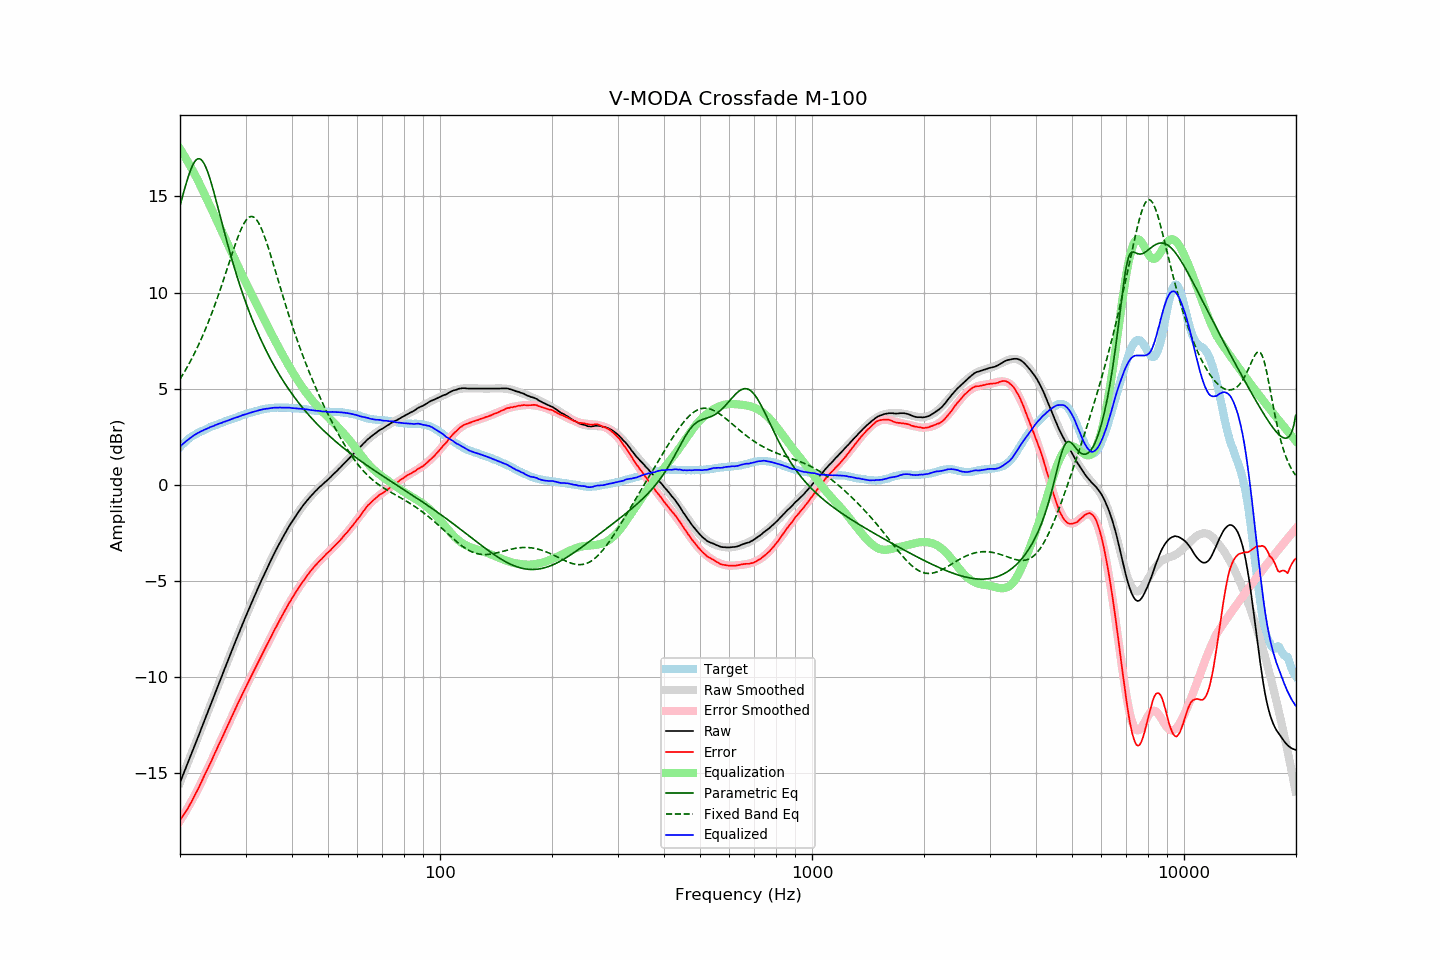 V-MODA Crossfade M-100
Amplitude (dBr)
15
10
5
0
−5
−10
−15
100
1000
10000
Frequency (Hz)
Target
Raw Smoothed
Error Smoothed
Raw
Error
Equalization
Parametric Eq
Fixed Band Eq
Equalized